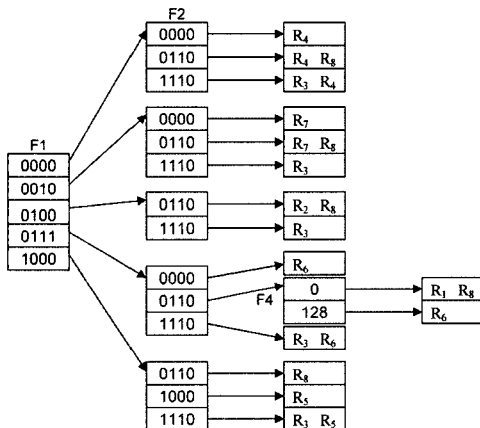 F2
0000 R4
0110 R4 R8
1110 R3 R4
0000 R7
0110 R7 R8
1110 R3
F1
0000
0010
0100
0111
1000
0110 R2 R8
1110 R3
0000 R6
0110 F4 0 R1 R8
128 R6
1110 R3 R6
0110 R8
1000 R5
1110 R3 R5